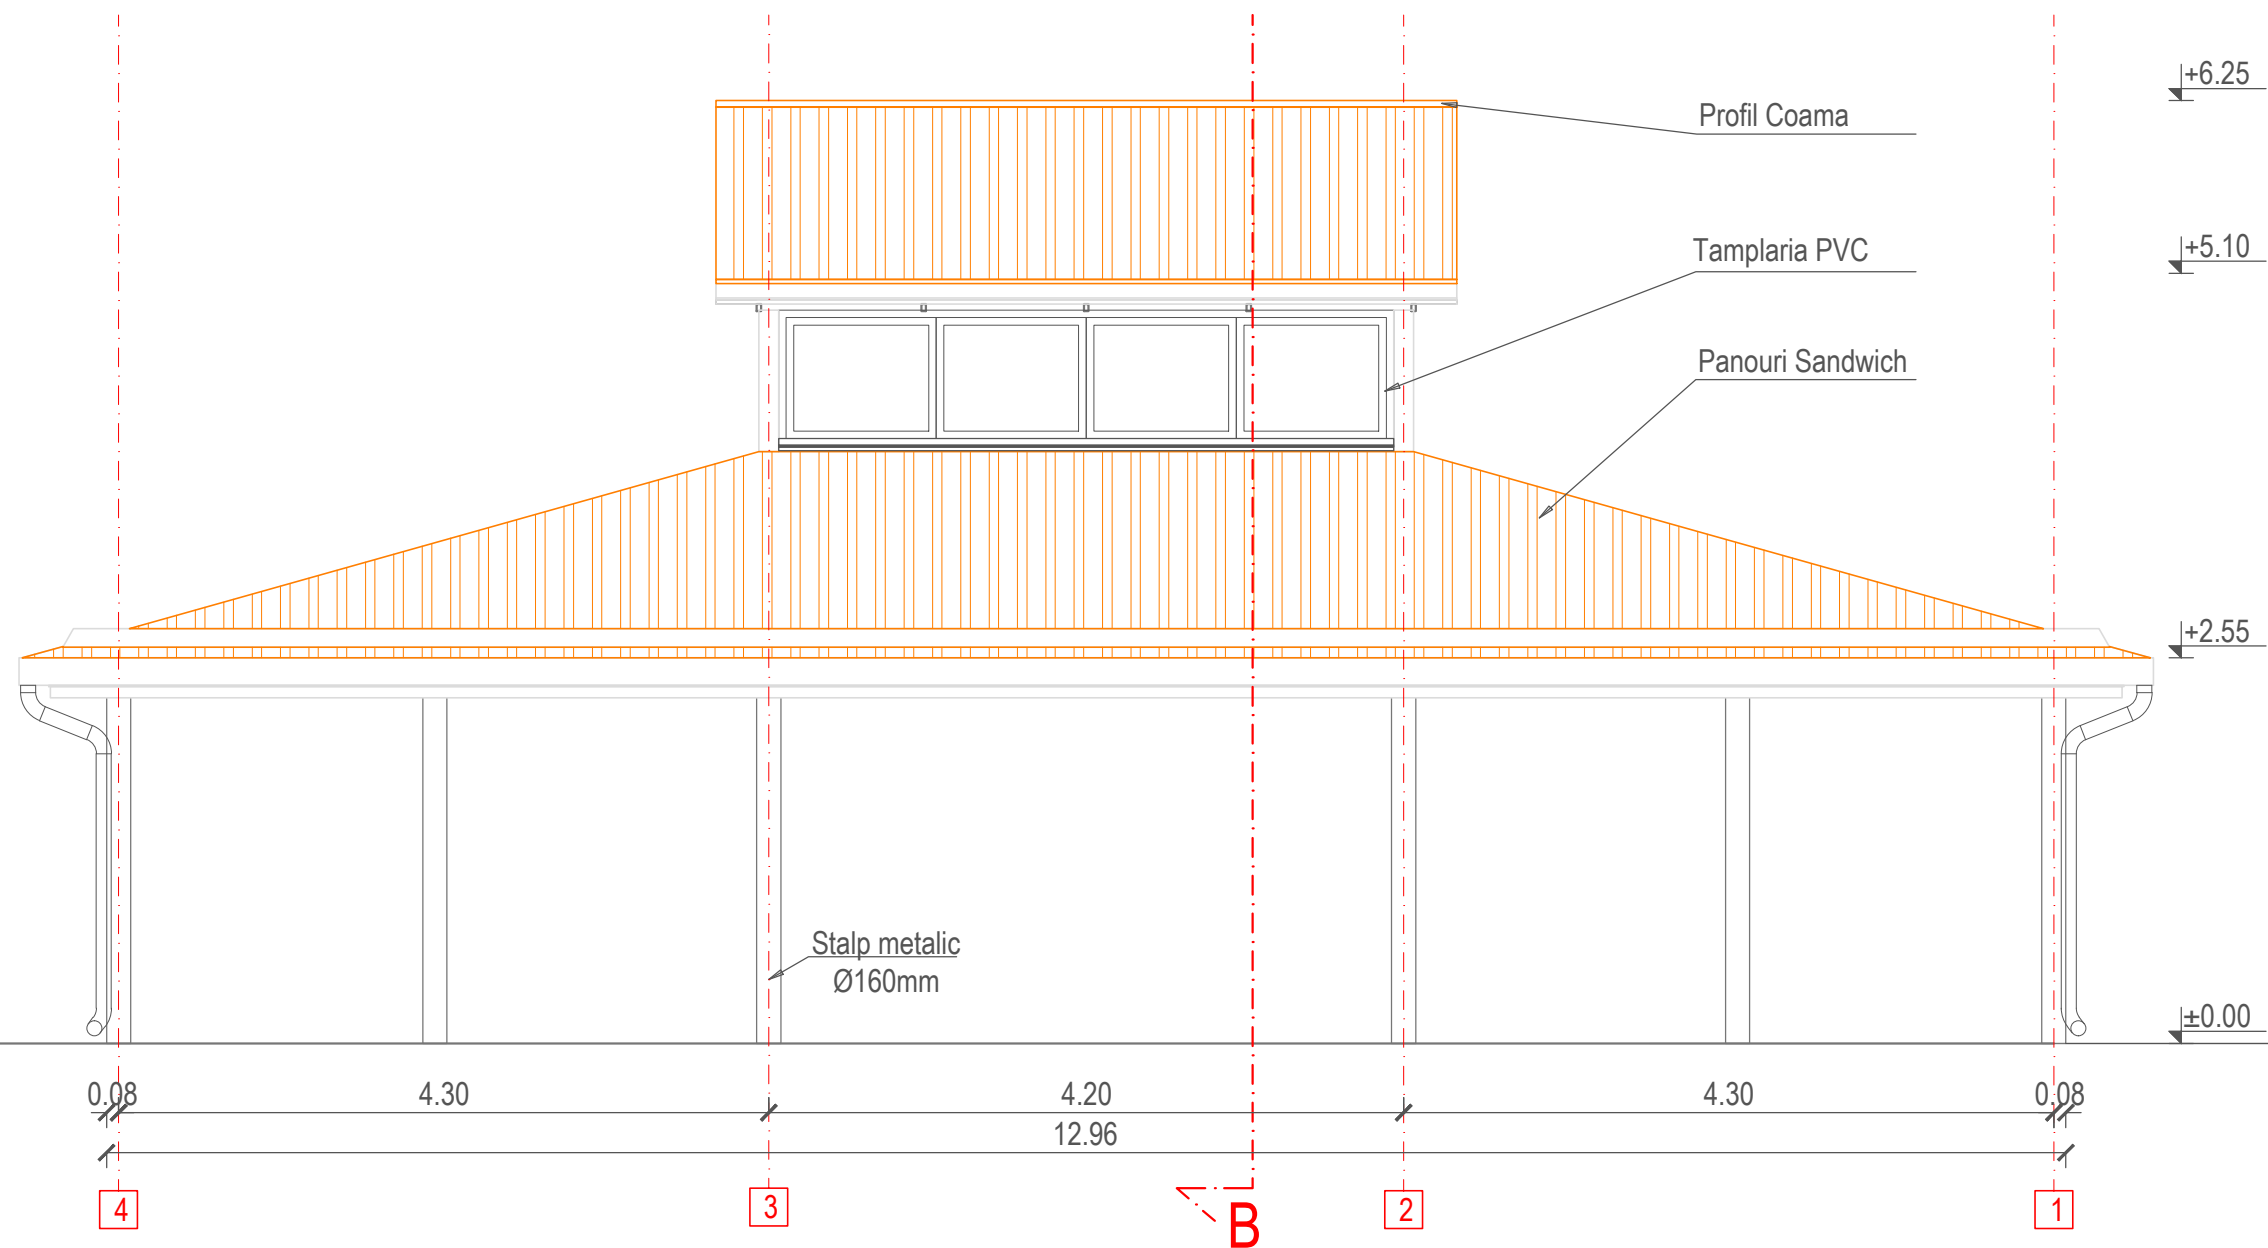 +6.25
Profil Coama
+5.10
Tamplaria PVC
Panouri Sandwich
+2.55
Stalp metalic
Ø160mm
±0.00
0.08 4.30 4.20 4.30 0.08
12.96
4 3 B 2 1